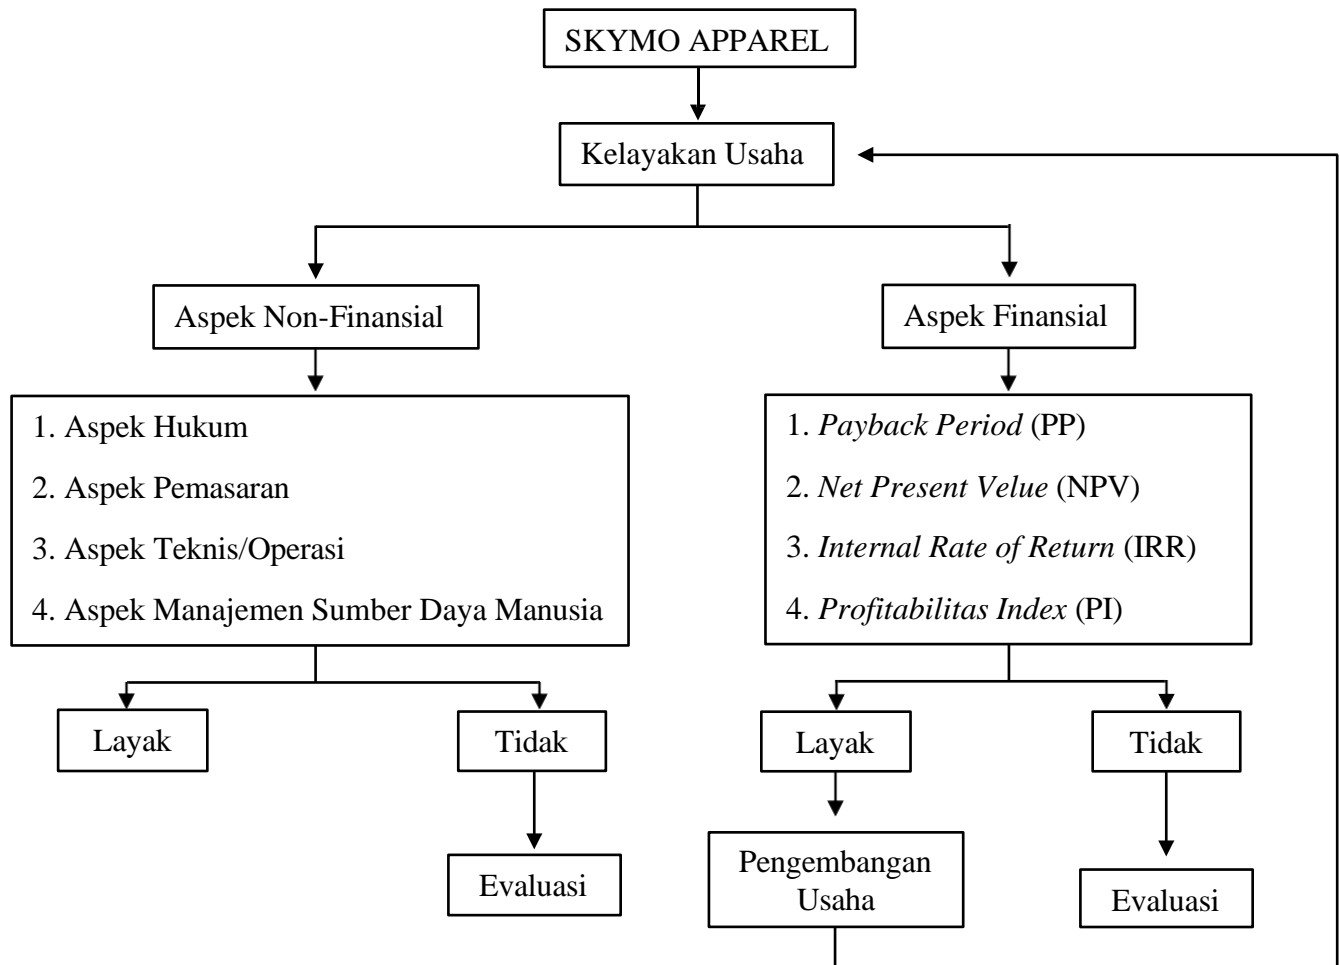 SKYMO APPAREL
Kelayakan Usaha
Aspek Non-Finansial
Aspek Finansial
1. Aspek Hukum
2. Aspek Pemasaran
3. Aspek Teknis/Operasi
4. Aspek Manajemen Sumber Daya Manusia
1. Payback Period (PP)
2. Net Present Velue (NPV)
3. Internal Rate of Return (IRR)
4. Profitabilitas Index (PI)
Layak
Tidak
Layak
Tidak
Evaluasi
Pengembangan
Usaha
Evaluasi